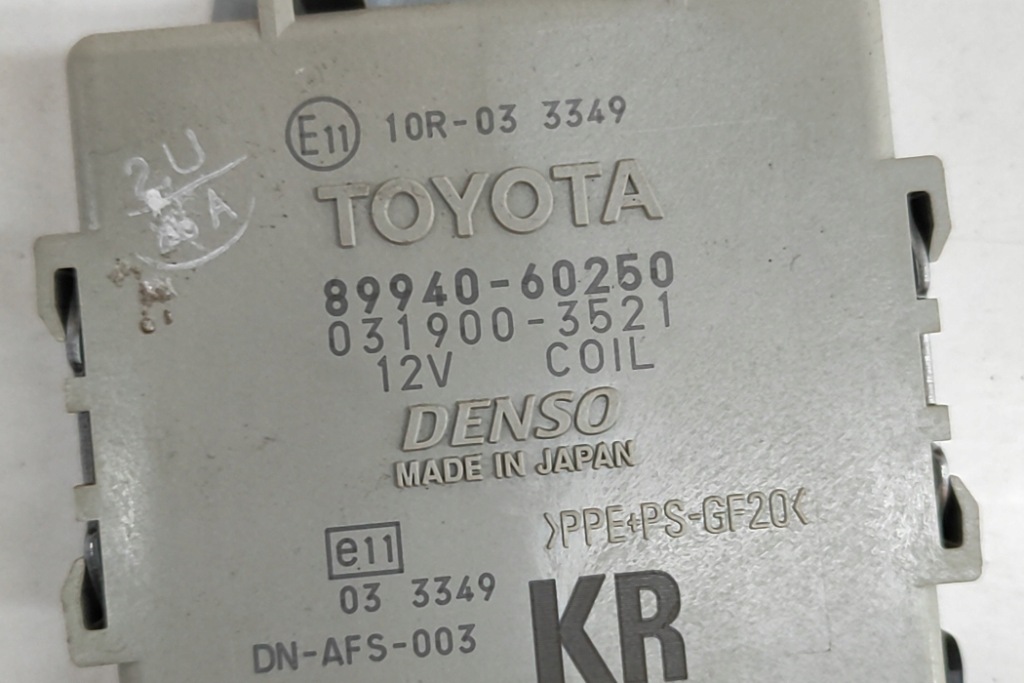 E11 10R-03 3349
TOYOTA
89940-60250
031900-3521
12V COIL
DENSO
MADE IN JAPAN
>PPE+PS-GF20<
e11
03 3349
DN-AFS-003
KR
2U
A